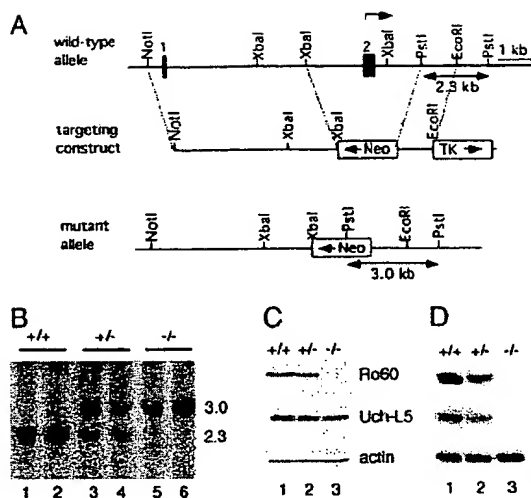 A
wild-type allele
NotI
1
XbaI
XbaI
2
XbaI
PstI
EcoRI
PstI
1 kb
2.3 kb
targeting construct
NotI
XbaI
XbaI
Neo
EcoRI
TK
mutant allele
NotI
XbaI
XbaI
PstI
Neo
EcoRI
PstI
3.0 kb
B
+/+ +/- -/-
3.0
2.3
1 2 3 4 5 6
C
+/+ +/- -/-
Ro60
Uch-L5
actin
1 2 3
D
+/+ +/- -/-
1 2 3